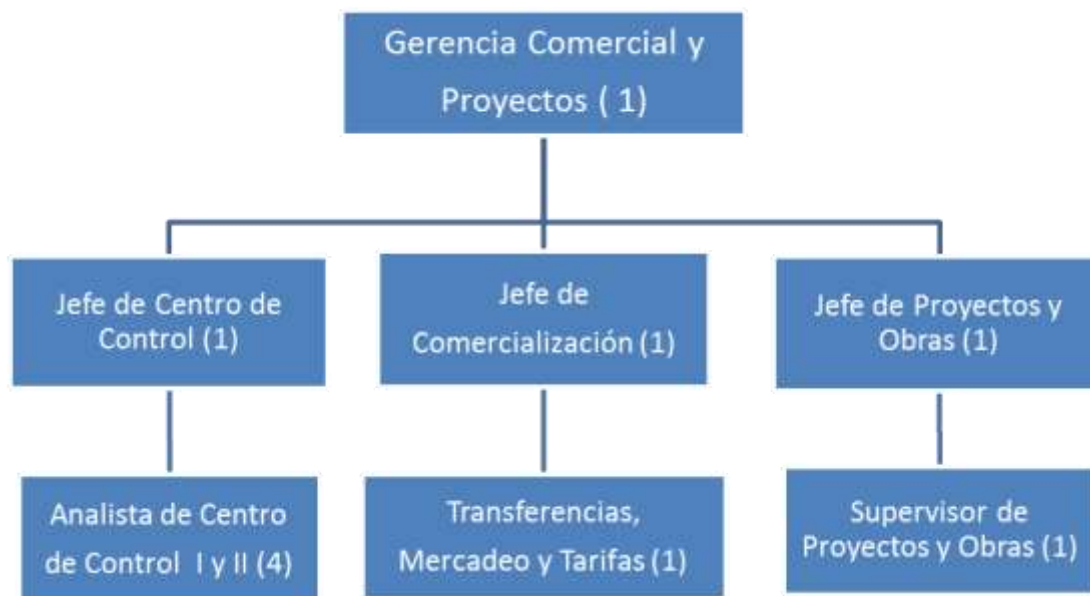 Gerencia Comercial y
Proyectos ( 1)
Jefe de Centro de
Control (1)
Jefe de
Comercialización (1)
Jefe de Proyectos y
Obras (1)
Analista de Centro
de Control I y II (4)
Transferencias,
Mercadeo y Tarifas (1)
Supervisor de
Proyectos y Obras (1)